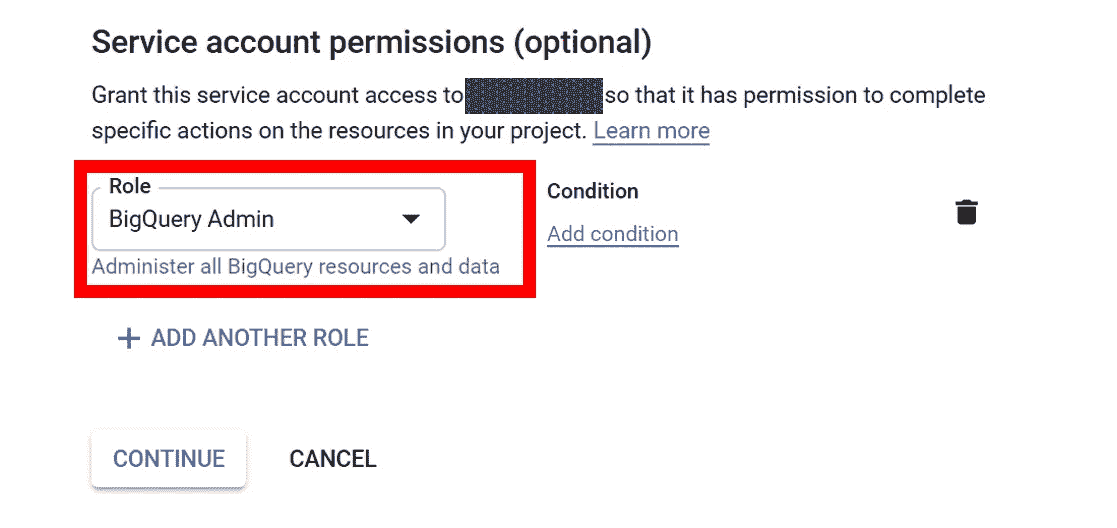 Service account permissions (optional)
Grant this service account access to so that it has permission to complete
specific actions on the resources in your project. Learn more
Role
BigQuery Admin
Administer all BigQuery resources and data
Condition
Add condition
ADD ANOTHER ROLE
CONTINUE CANCEL